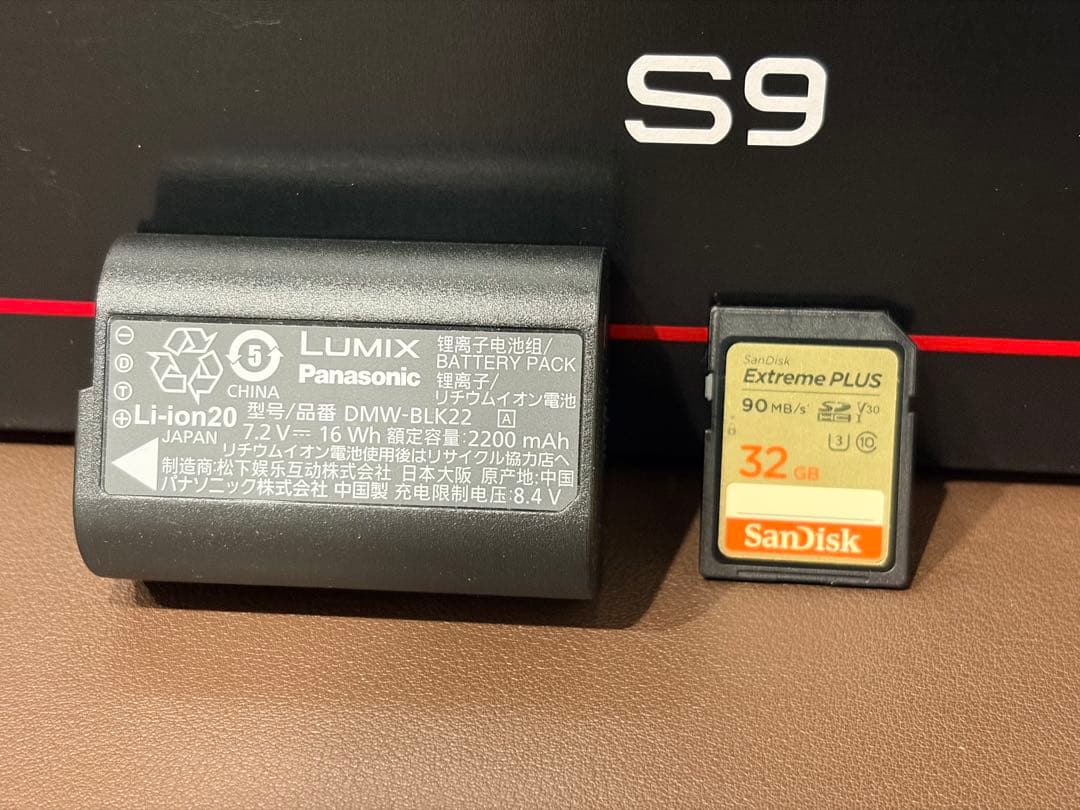 S9
LUMIX
Panasonic
锂离子电池组/
BATTERY PACK
锂离子/
リチウムイオン電池
5
CHINA
D
T
Li-ion20
JAPAN
型号/品番 DMW-BLK22 A
7.2 V⎓ 16 Wh 额定容量:2200 mAh
リチウムイオン電池使用後はリサイクル協力店へ
制造商:松下娱乐互动株式会社 日本大阪 原产地:中国
パナソニック株式会社 中国製 充电限制电压:8.4 V
SanDisk
Extreme PLUS
90 MB/s* SD HC I V30
U3 10
32 GB
SanDisk